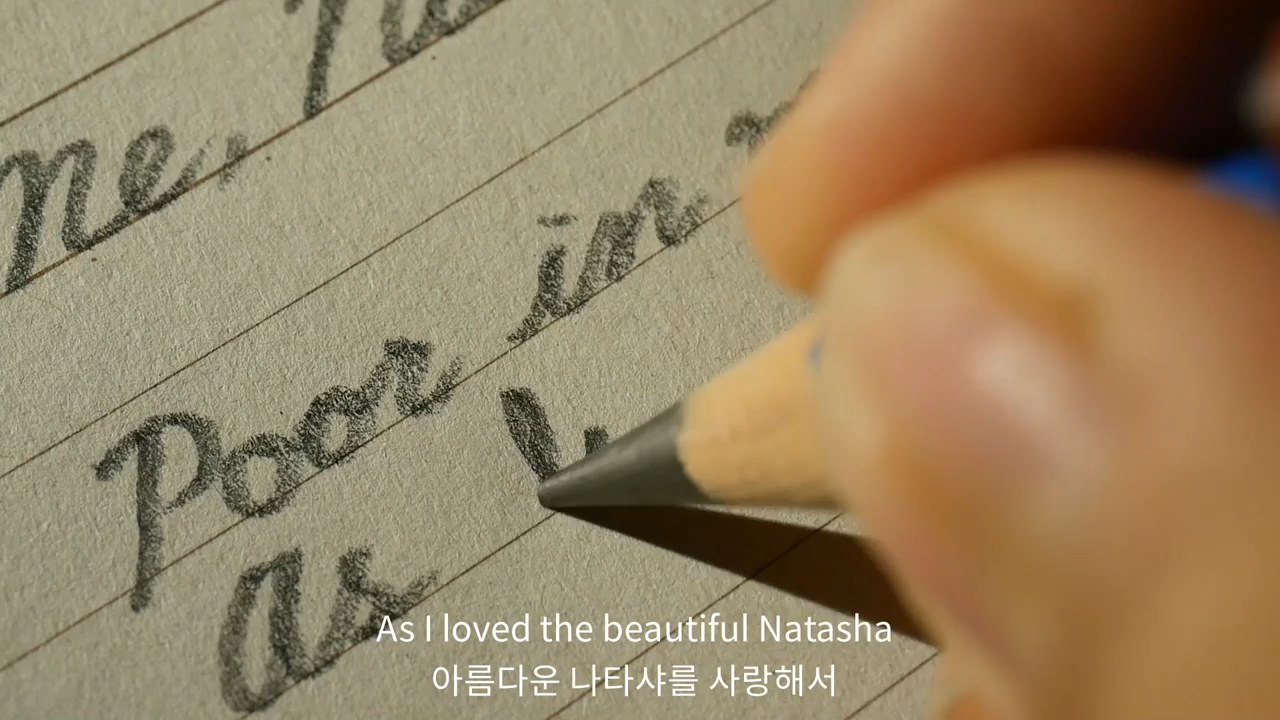 me,
Poor in
as
As I loved the beautiful Natasha
아름다운 나타샤를 사랑해서